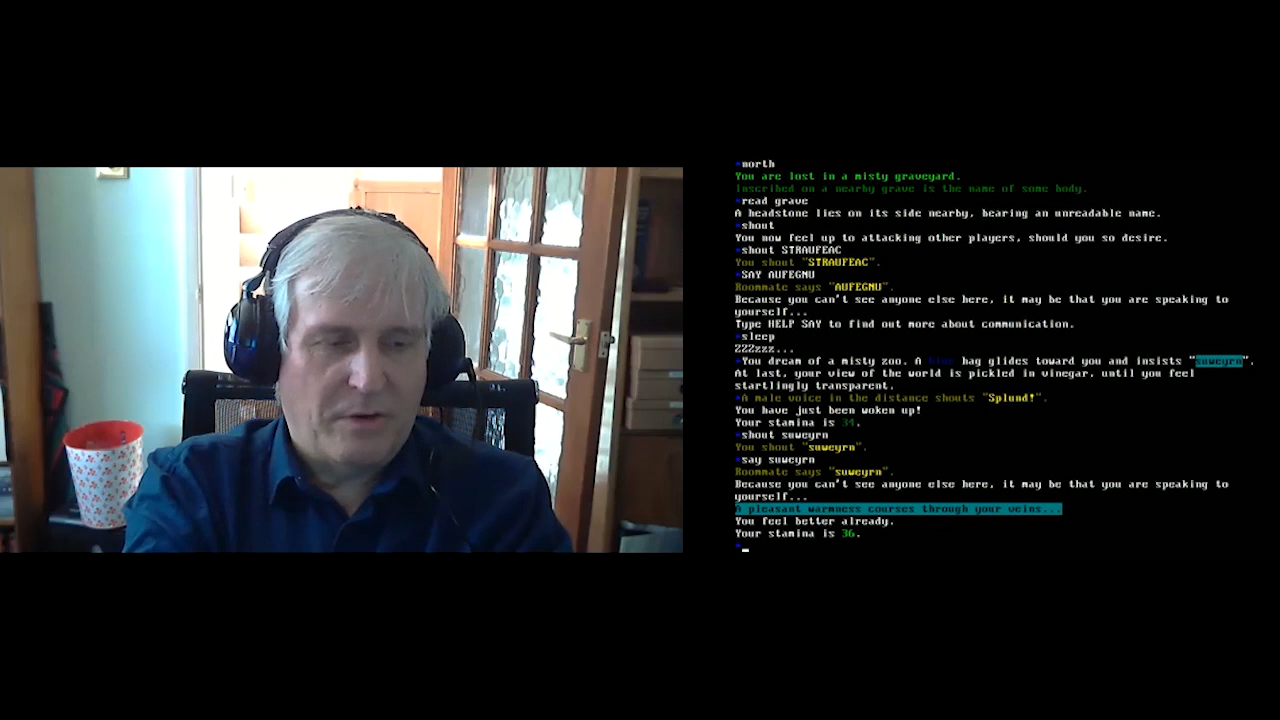 *north
You are lost in a misty graveyard.
Inscribed on a nearby grave is the name of some body.
*read grave
A headstone lies on its side nearby, bearing an unreadable name.
*shout
You now feel up to attacking other players, should you so desire.
*shout STRAUFEAC
You shout "STRAUFEAC".
*SAY AUFEGNU
Roommate says "AUFEGNU".
Because you can't see anyone else here, it may be that you are speaking to
yourself...
Type HELP SAY to find out more about communication.
*sleep
ZZZzzz...
*You dream of a misty zoo. A blue hag glides toward you and insists "suweyrn".
At last, your view of the world is pickled in vinegar, until you feel
startlingly transparent.
*A male voice in the distance shouts "Splund!".
You have just been woken up!
Your stamina is 34.
*shout suweyrn
You shout "suweyrn".
*say suweyrn
Roommate says "suweyrn".
Because you can't see anyone else here, it may be that you are speaking to
yourself...
A pleasant warmness courses through your veins...
You feel better already.
Your stamina is 36.
*